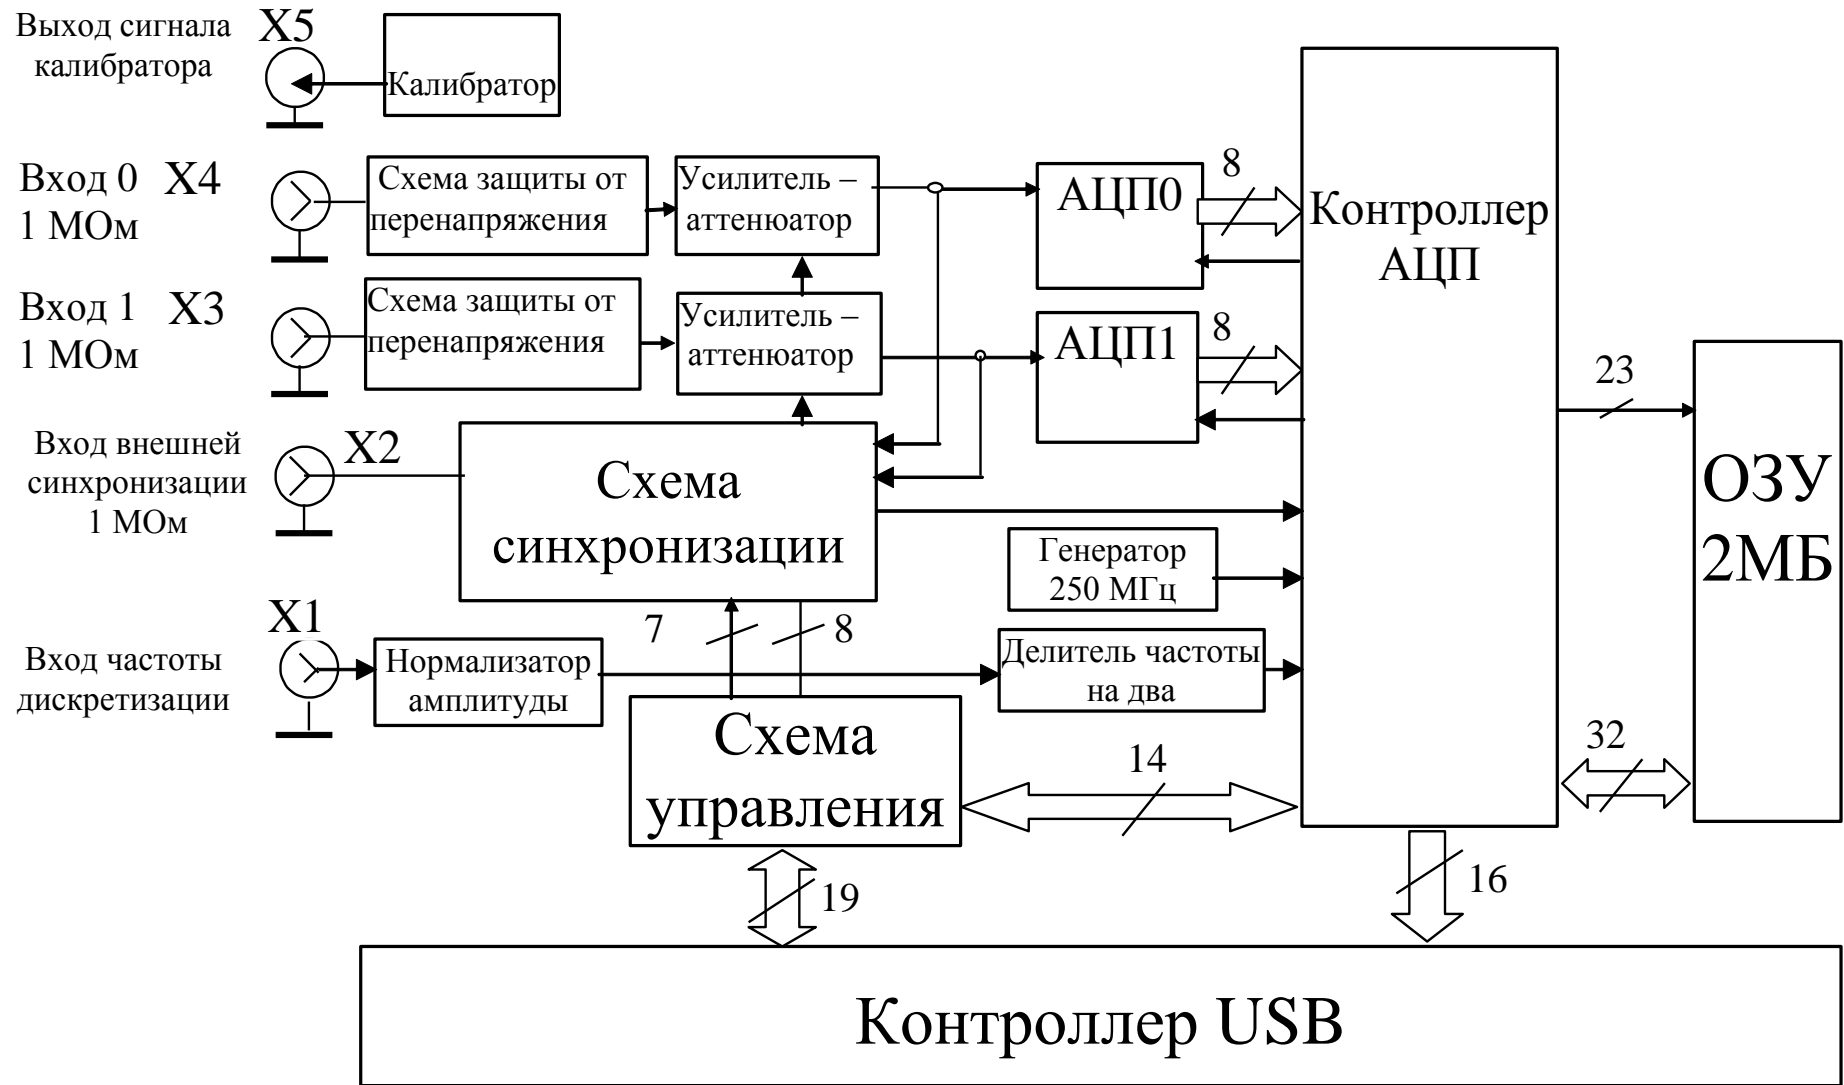 Выход сигнала
калибратора
X5
Калибратор
Вход 0 X4
1 МОм
Схема защиты от
перенапряжения
Усилитель –
аттенюатор
АЦП0
8
Контроллер
АЦП
Вход 1 X3
1 МОм
Схема защиты от
перенапряжения
Усилитель –
аттенюатор
АЦП1
8
23
ОЗУ
2МБ
Вход внешней
синхронизации
1 МОм
X2
Схема
синхронизации
Генератор
250 МГц
7
8
X1
Вход частоты
дискретизации
Нормализатор
амплитуды
Делитель частоты
на два
Схема
управления
14
32
19
16
Контроллер USB